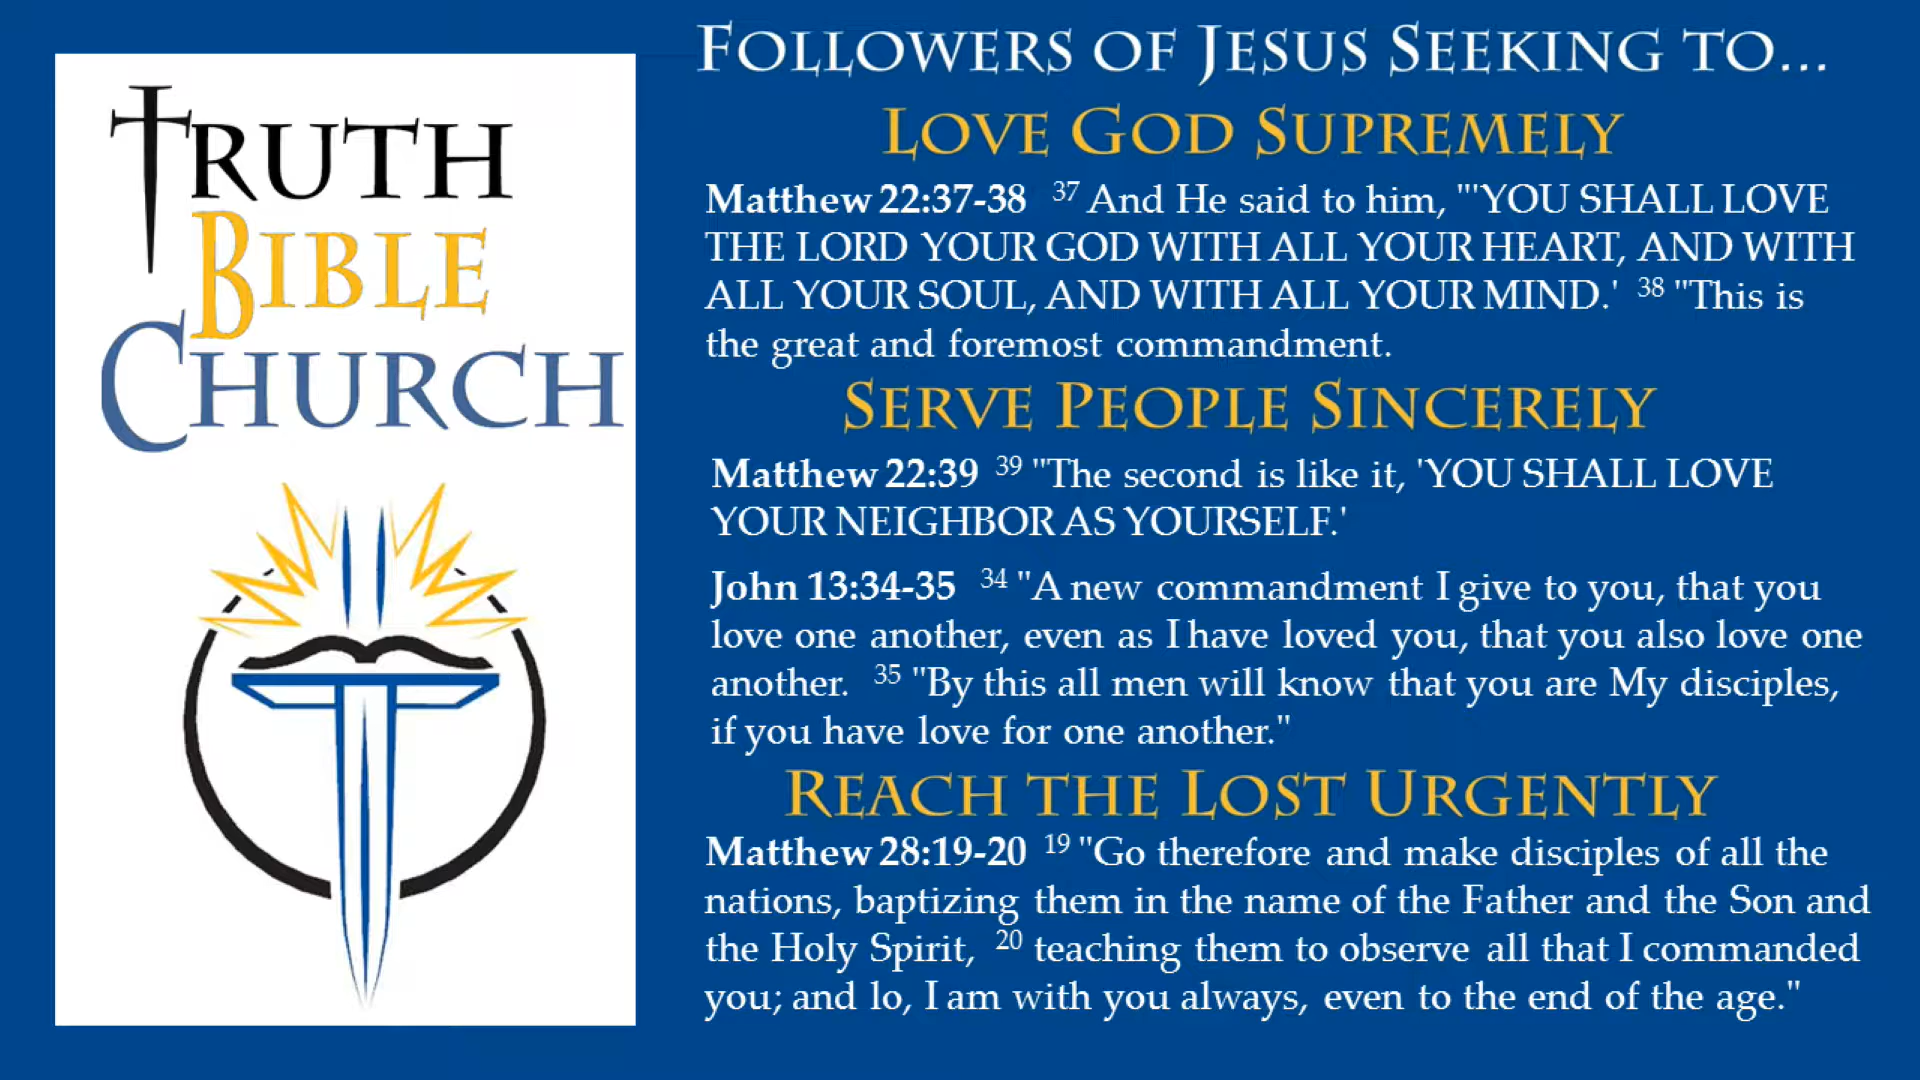 TRUTH
BIBLE
CHURCH
FOLLOWERS OF JESUS SEEKING TO...
LOVE GOD SUPREMELY
Matthew 22:37-38 37 And He said to him, "'YOU SHALL LOVE
THE LORD YOUR GOD WITH ALL YOUR HEART, AND WITH
ALL YOUR SOUL, AND WITH ALL YOUR MIND.' 38 "This is
the great and foremost commandment.
SERVE PEOPLE SINCERELY
Matthew 22:39 39 "The second is like it, 'YOU SHALL LOVE
YOUR NEIGHBOR AS YOURSELF.'
John 13:34-35 34 "A new commandment I give to you, that you
love one another, even as I have loved you, that you also love one
another. 35 "By this all men will know that you are My disciples,
if you have love for one another."
REACH THE LOST URGENTLY
Matthew 28:19-20 19 "Go therefore and make disciples of all the
nations, baptizing them in the name of the Father and the Son and
the Holy Spirit, 20 teaching them to observe all that I commanded
you; and lo, I am with you always, even to the end of the age."